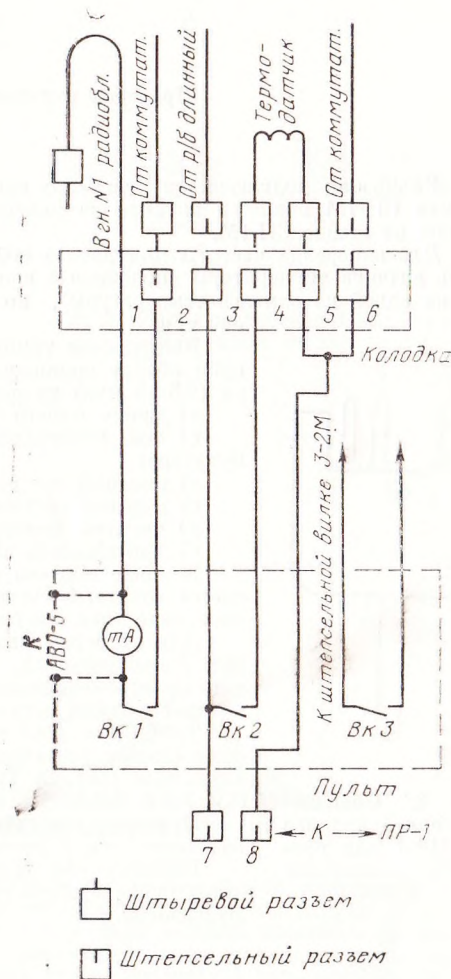 В гн. №1 радиобл.
От коммутат.
От р/б длинный
Термо-
датчик
От коммутат.
1 2 3 4 5 6
Колодка
К штепсельной вилке 3-2М
К
АВО-5
mA
Вк 1
Вк 2
Вк 3
Пульт
7 8
К ПР-1
Штыревой разъем
Штепсельный разъем